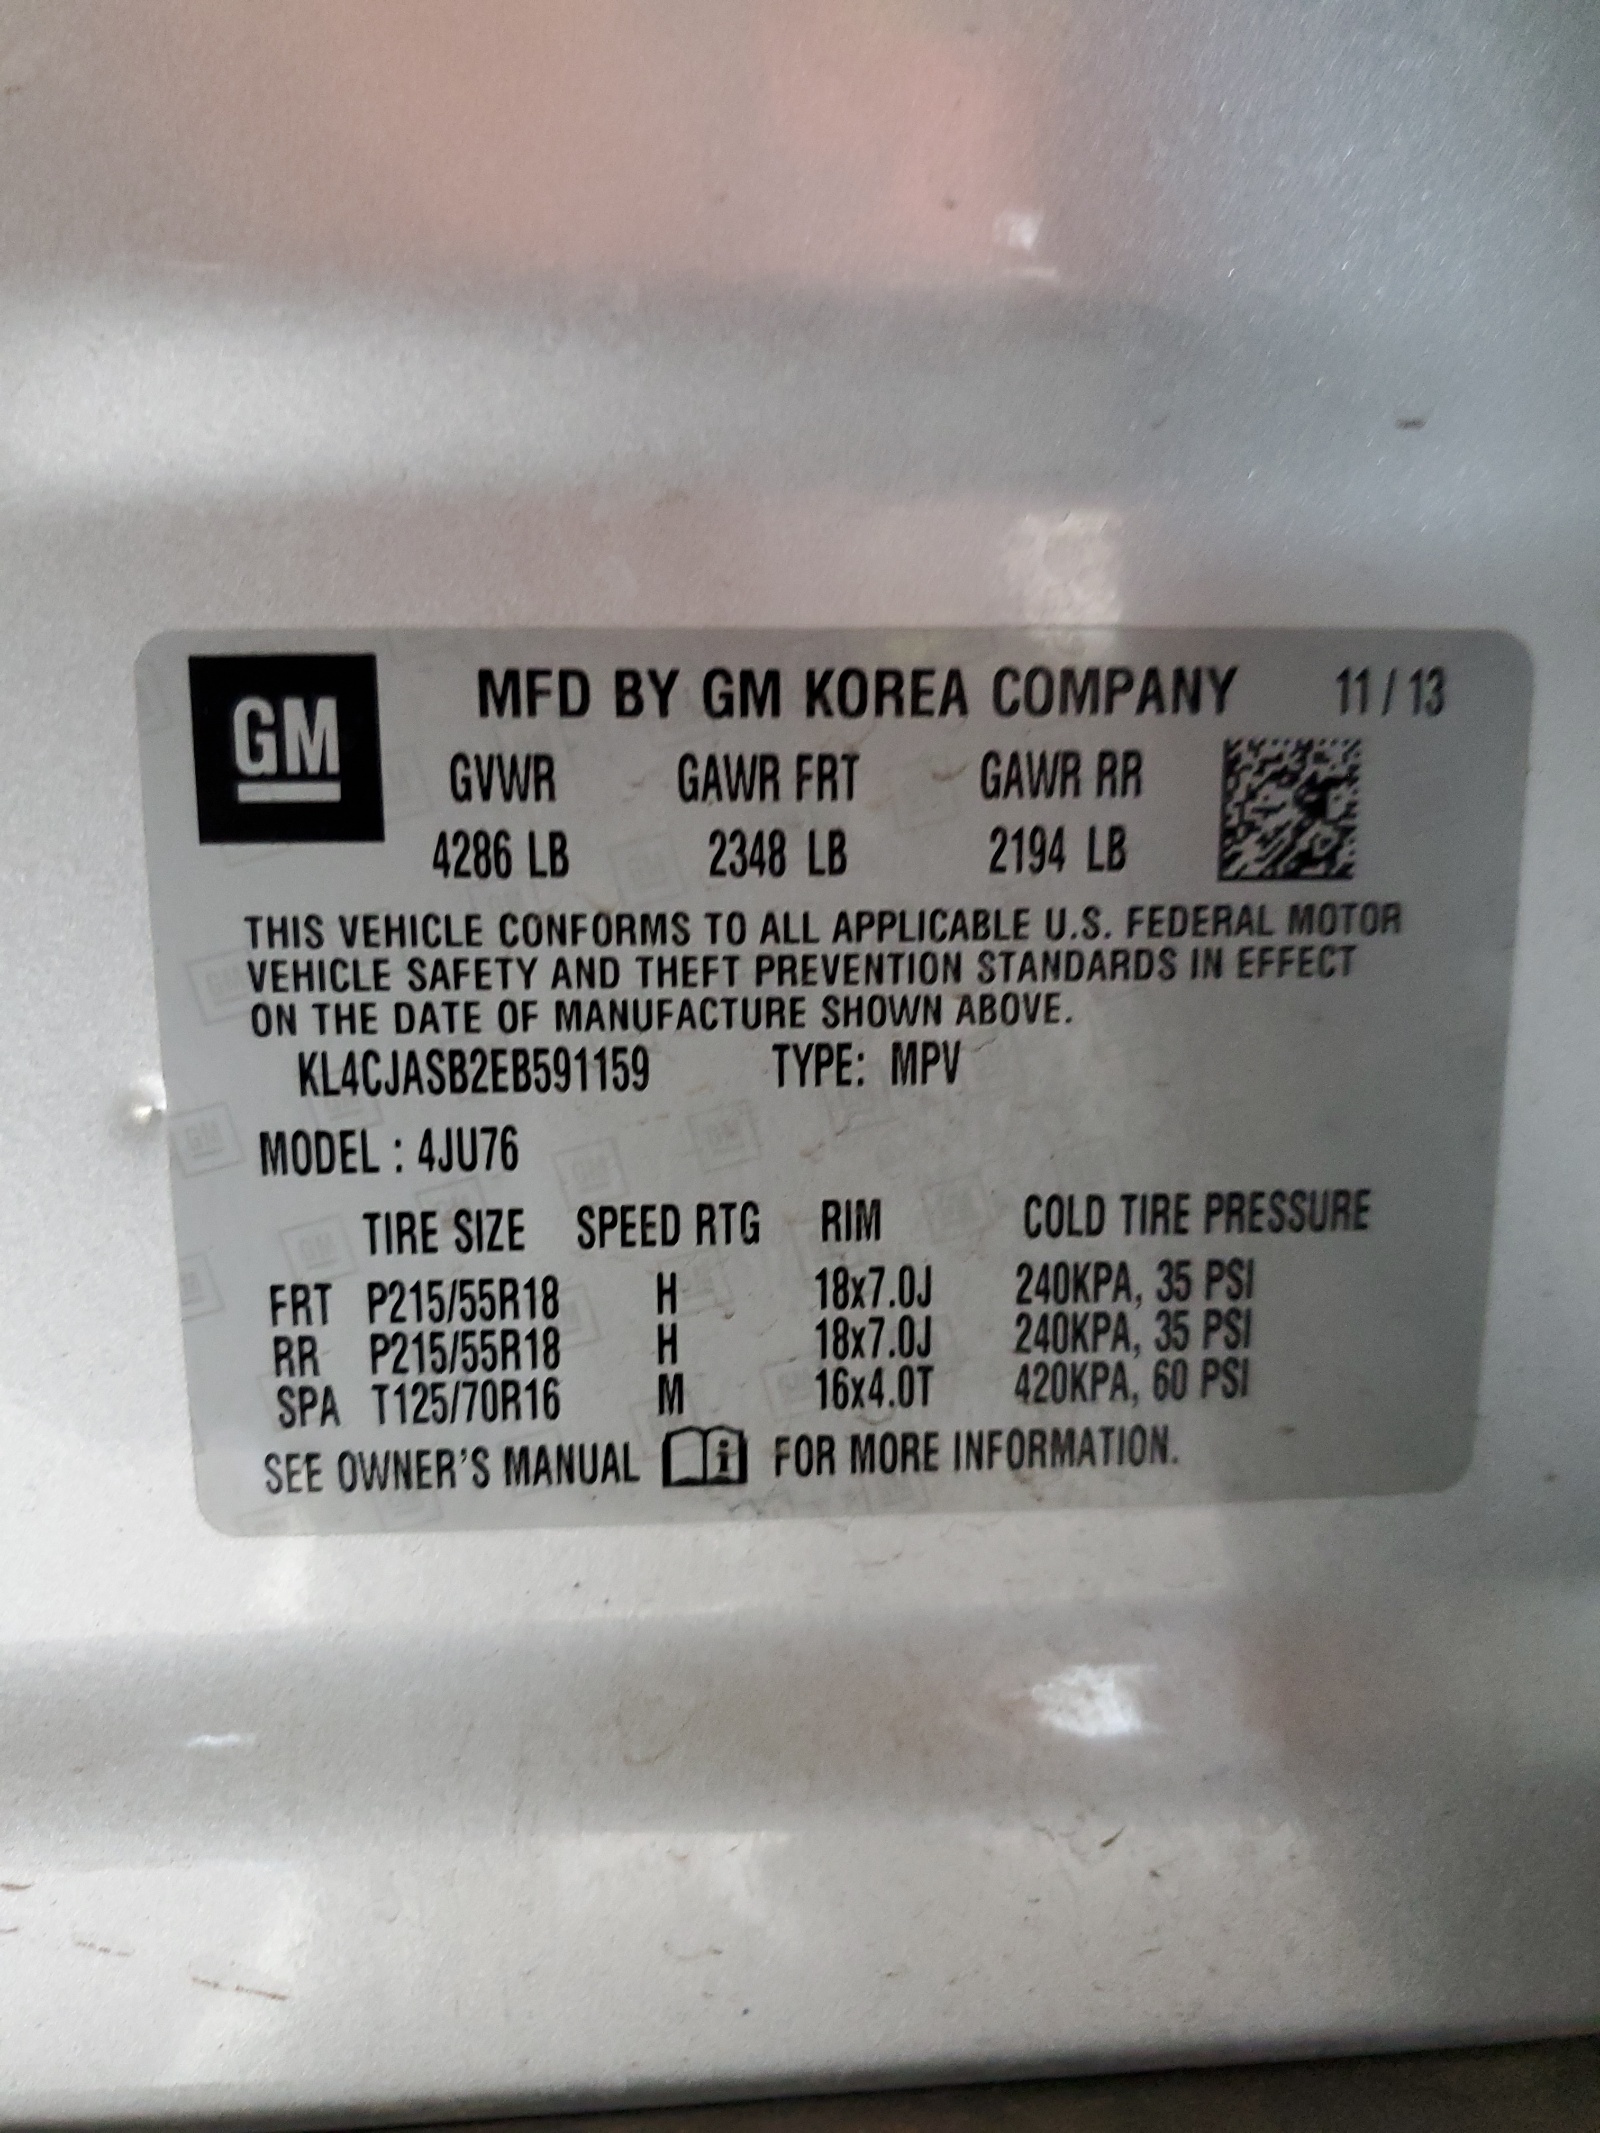 GM
MFD BY GM KOREA COMPANY 11 / 13
GVWR GAWR FRT GAWR RR
4286 LB 2348 LB 2194 LB
THIS VEHICLE CONFORMS TO ALL APPLICABLE U.S. FEDERAL MOTOR
VEHICLE SAFETY AND THEFT PREVENTION STANDARDS IN EFFECT
ON THE DATE OF MANUFACTURE SHOWN ABOVE.
KL4CJASB2EB591159 TYPE: MPV
MODEL : 4JU76
TIRE SIZE SPEED RTG RIM COLD TIRE PRESSURE
FRT P215/55R18 H 18x7.0J 240KPA, 35 PSI
RR P215/55R18 H 18x7.0J 240KPA, 35 PSI
SPA T125/70R16 M 16x4.0T 420KPA, 60 PSI
SEE OWNER'S MANUAL i FOR MORE INFORMATION.